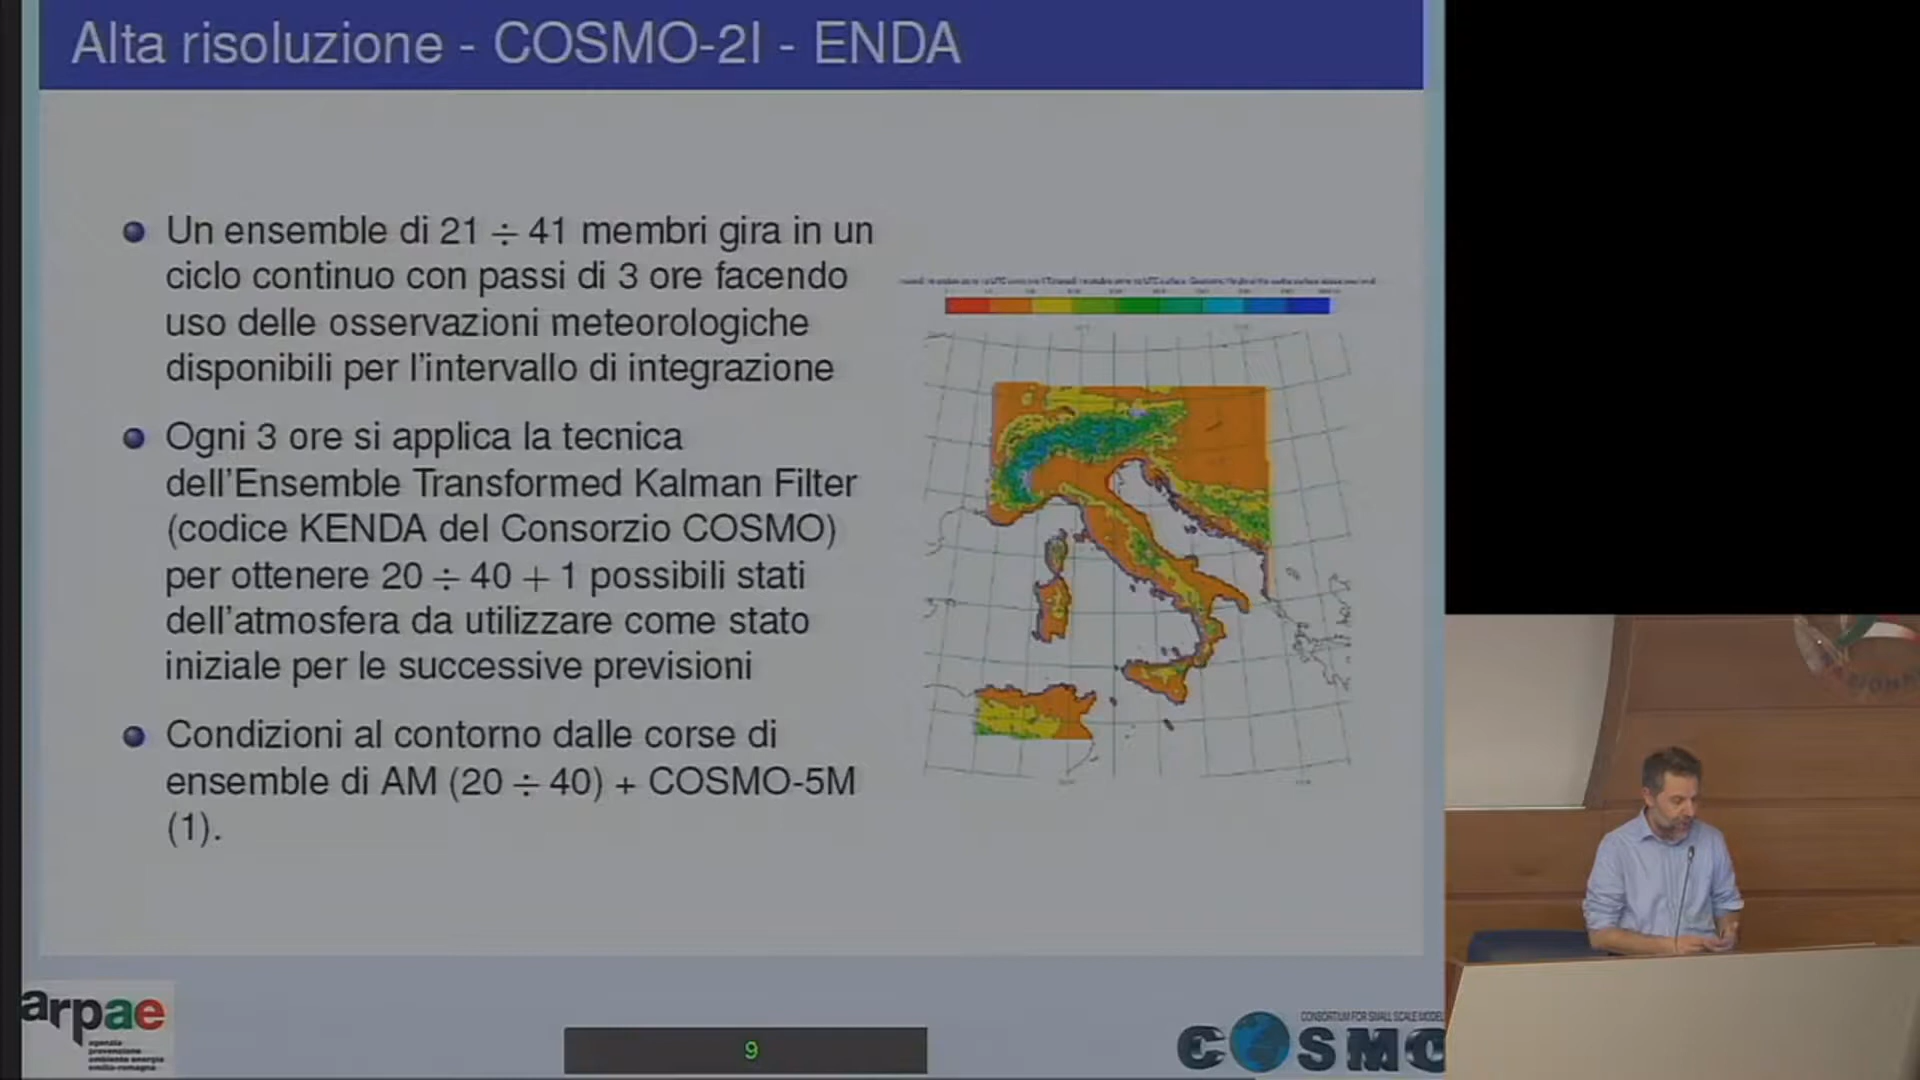 Alta risoluzione - COSMO-2I - ENDA
Un ensemble di 21 ÷ 41 membri gira in un
ciclo continuo con passi di 3 ore facendo
uso delle osservazioni meteorologiche
disponibili per l'intervallo di integrazione
Ogni 3 ore si applica la tecnica
dell'Ensemble Transformed Kalman Filter
(codice KENDA del Consorzio COSMO)
per ottenere 20 ÷ 40 + 1 possibili stati
dell'atmosfera da utilizzare come stato
iniziale per le successive previsioni
Condizioni al contorno dalle corse di
ensemble di AM (20 ÷ 40) + COSMO-5M
(1).
arpae
agenzia
prevenzione
ambiente energia
emilia-romagna
9
CONSORTIUM FOR SMALL SCALE MODEL
COSMO